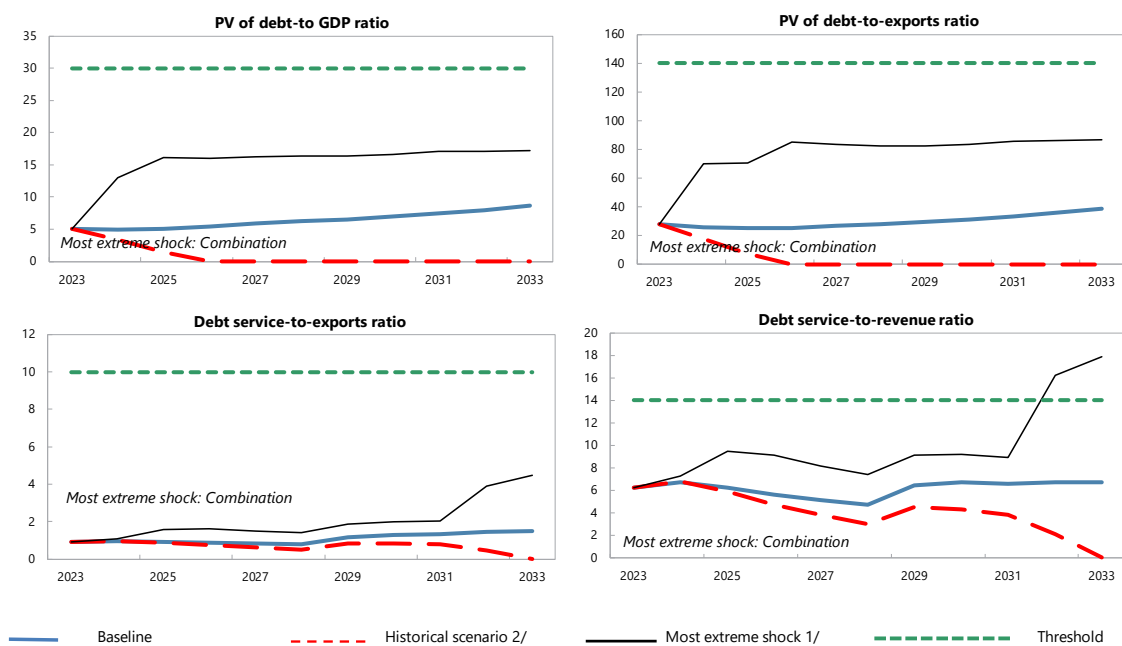 PV of debt-to GDP ratio
35
30
25
20
15
10
5
0
Most extreme shock: Combination
2023 2025 2027 2029 2031 2033
PV of debt-to-exports ratio
160
140
120
100
80
60
40
20
0
Most extreme shock: Combination
2023 2025 2027 2029 2031 2033
Debt service-to-exports ratio
12
10
8
6
4
2
0
Most extreme shock: Combination
2023 2025 2027 2029 2031 2033
Debt service-to-revenue ratio
20
18
16
14
12
10
8
6
4
2
0
Most extreme shock: Combination
2023 2025 2027 2029 2031 2033
Baseline Historical scenario 2/ Most extreme shock 1/ Threshold